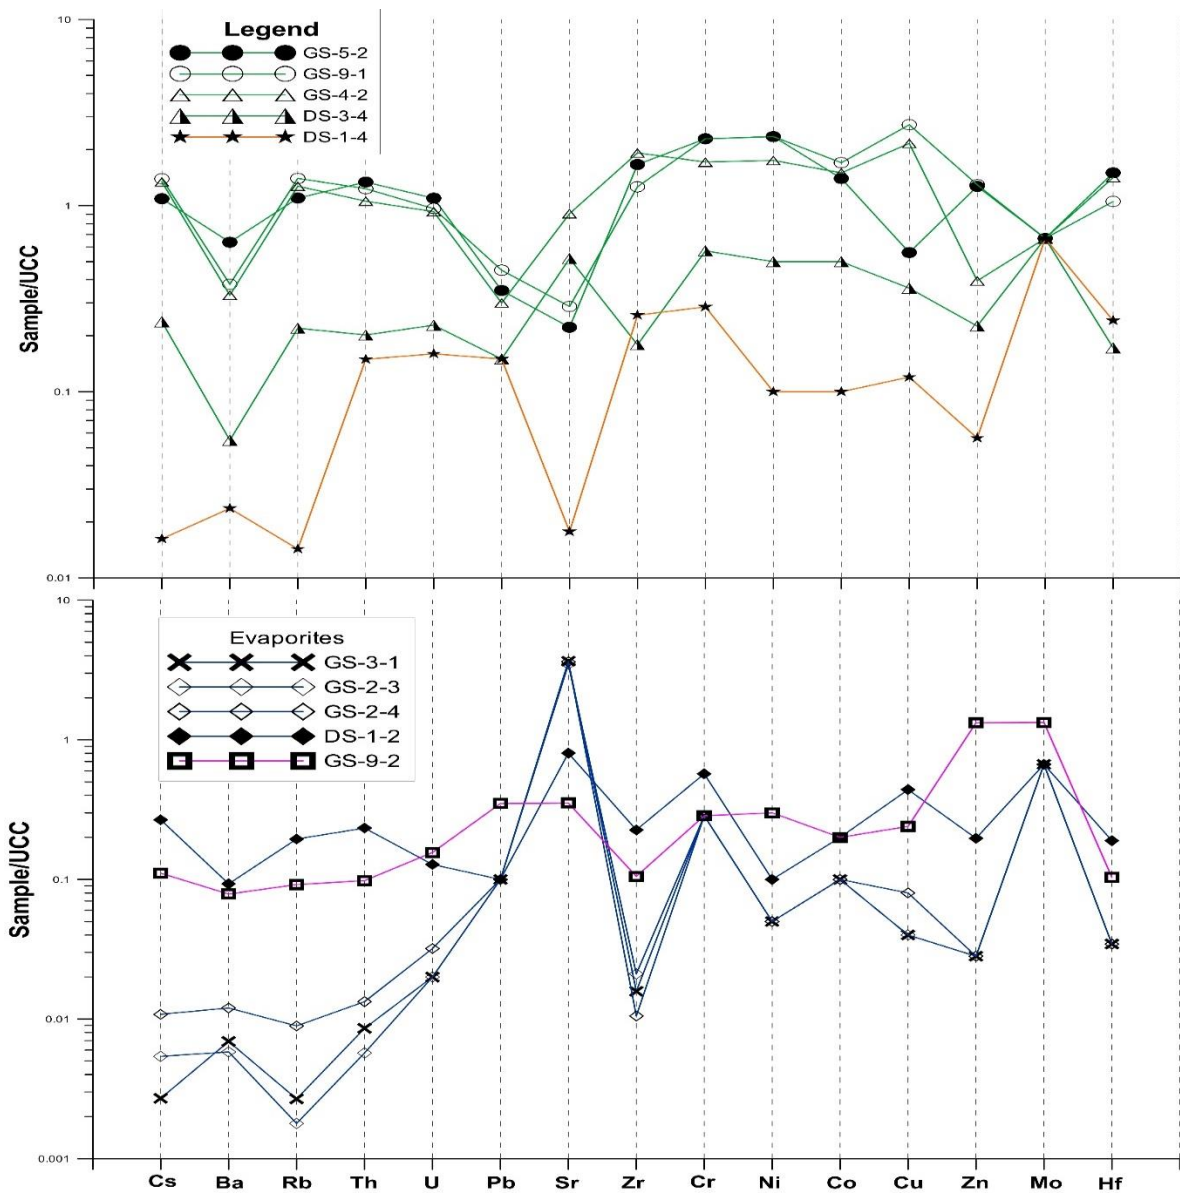 10
Legend
GS-5-2
GS-9-1
GS-4-2
DS-3-4
DS-1-4
1
Sample/UCC
0.1
0.01
10
Evaporites
GS-3-1
GS-2-3
GS-2-4
DS-1-2
GS-9-2
1
Sample/UCC
0.1
0.01
0.001
Cs Ba Rb Th U Pb Sr Zr Cr Ni Co Cu Zn Mo Hf